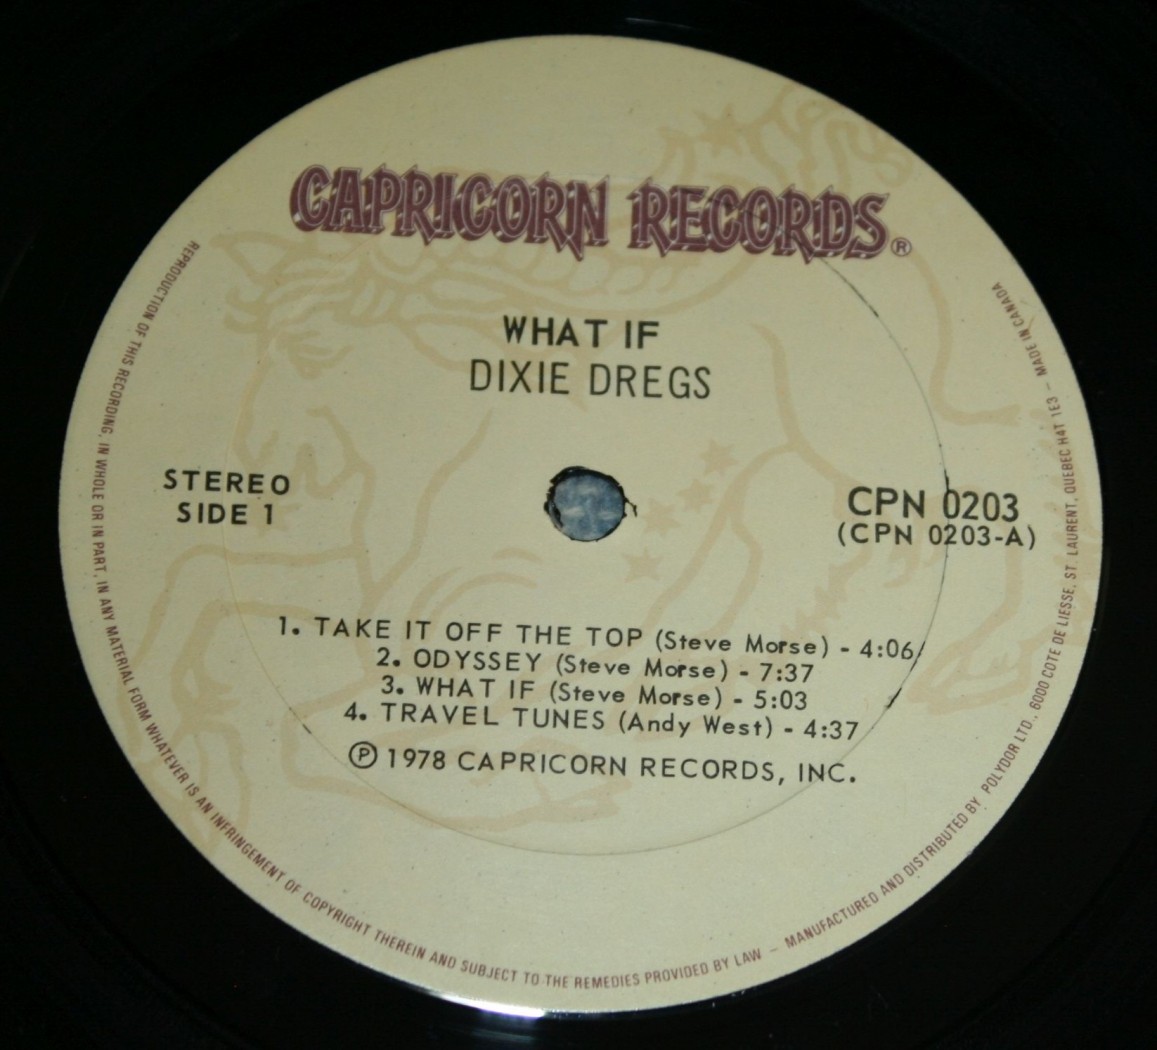 CAPRICORN RECORDS®
WHAT IF
DIXIE DREGS
STEREO
SIDE 1
CPN 0203
(CPN 0203-A)
1. TAKE IT OFF THE TOP (Steve Morse) - 4:06
2. ODYSSEY (Steve Morse) - 7:37
3. WHAT IF (Steve Morse) - 5:03
4. TRAVEL TUNES (Andy West) - 4:37
℗ 1978 CAPRICORN RECORDS, INC.
REPRODUCTION OF THIS RECORDING, IN WHOLE OR IN PART, IN ANY MATERIAL FORM WHATEVER IS AN INFRINGEMENT OF COPYRIGHT THEREIN AND SUBJECT TO THE REMEDIES PROVIDED BY LAW – MANUFACTURED AND DISTRIBUTED BY POLYDOR LTD., 6000 COTE DE LIESSE, ST. LAURENT, QUEBEC H4T 1E3 – MADE IN CANADA